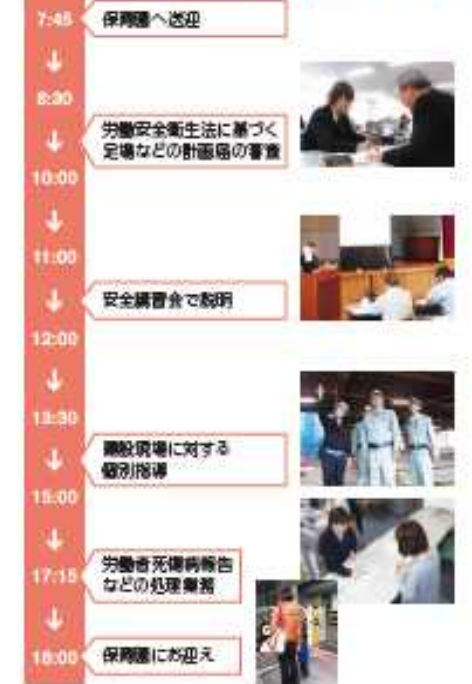 7:45
保育園へ送迎
8:30
労働安全衛生法に基づく
足場などの計画届の審査
10:00
11:00
安全講習会で説明
12:00
13:30
建設現場に対する
個別指導
15:00
17:15
労働者死傷病報告
などの処理業務
18:00
保育園にお迎え